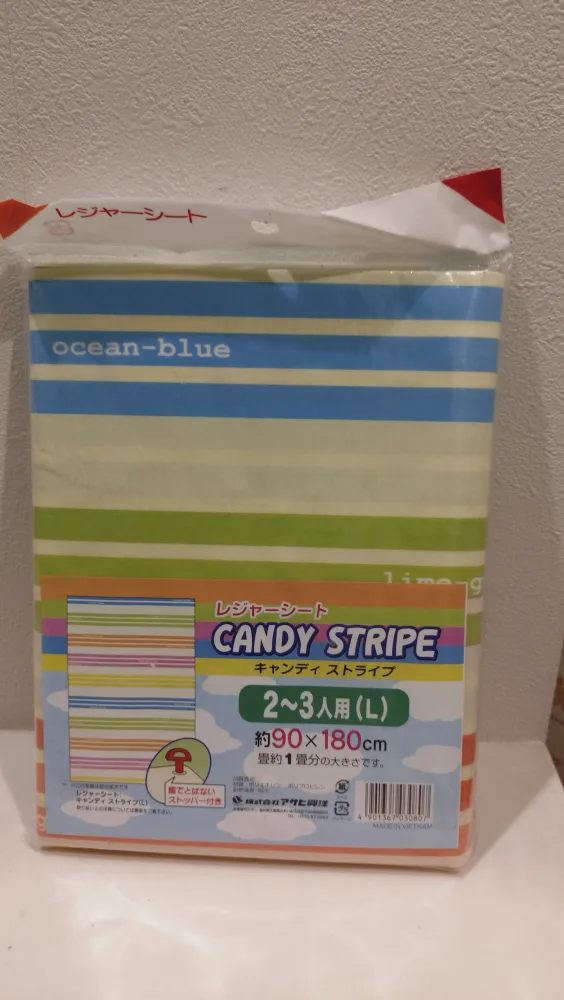 レジャーシート
ocean-blue
lime-g
レジャーシート
CANDY STRIPE
キャンディ ストライプ
2〜3人用(L)
約90×180cm
畳約1畳分の大きさです。
風でとばない
ストッパー付き
レジャーシート
キャンディ ストライプ(L)
株式会社アサヒ興洋
4 901367 030807
MADE IN VIETNAM